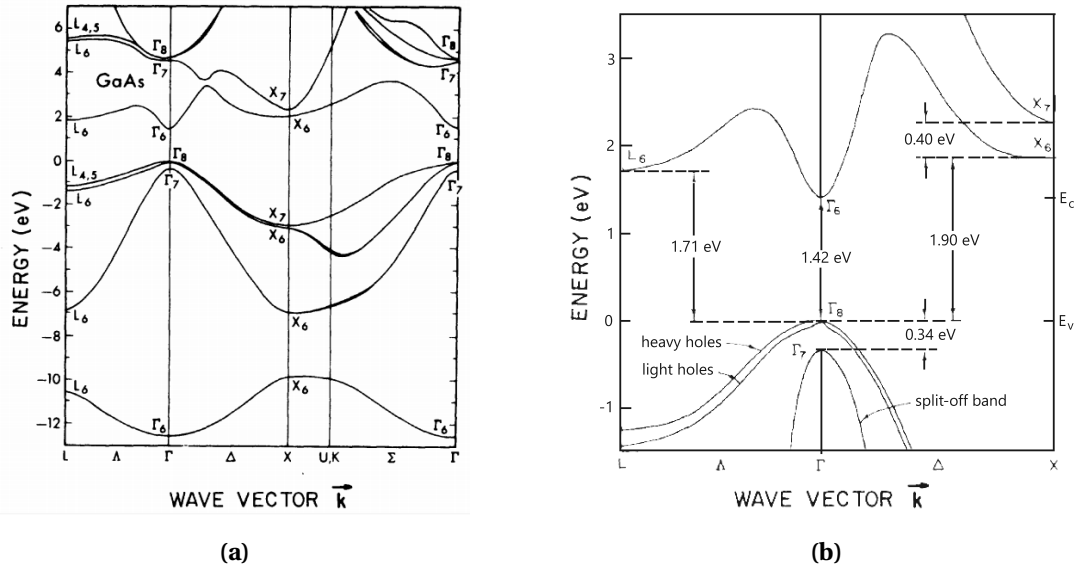 6
4
2
0
−2
−4
−6
−8
−10
−12
ENERGY (eV)
L4,5
L6
GaAs
L6
L4,5
L6
L6
L6
Γ8
Γ7
Γ6
Γ8
Γ7
Γ6
X7
X6
X7
X6
X6
X6
Γ8
Γ7
Γ6
Γ8
Γ7
Γ6
L Λ Γ Δ X U,K Σ Γ
WAVE VECTOR k
(a)
3
2
1
0
-1
ENERGY (eV)
L6
1.71 eV
Γ6
1.42 eV
Γ8
Γ7
heavy holes
light holes
split-off band
X7
0.40 eV
X6
1.90 eV
0.34 eV
Ec
Ev
L Λ Γ Δ X
WAVE VECTOR k
(b)